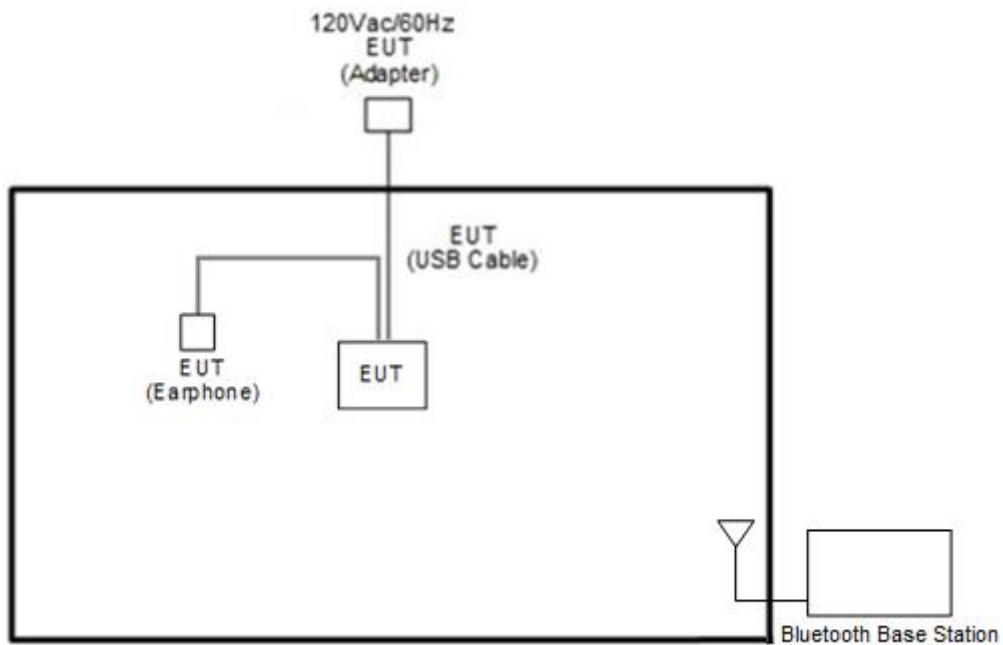 120Vac/60Hz
EUT
(Adapter)
EUT
(USB Cable)
EUT
(Earphone)
EUT
Bluetooth Base Station